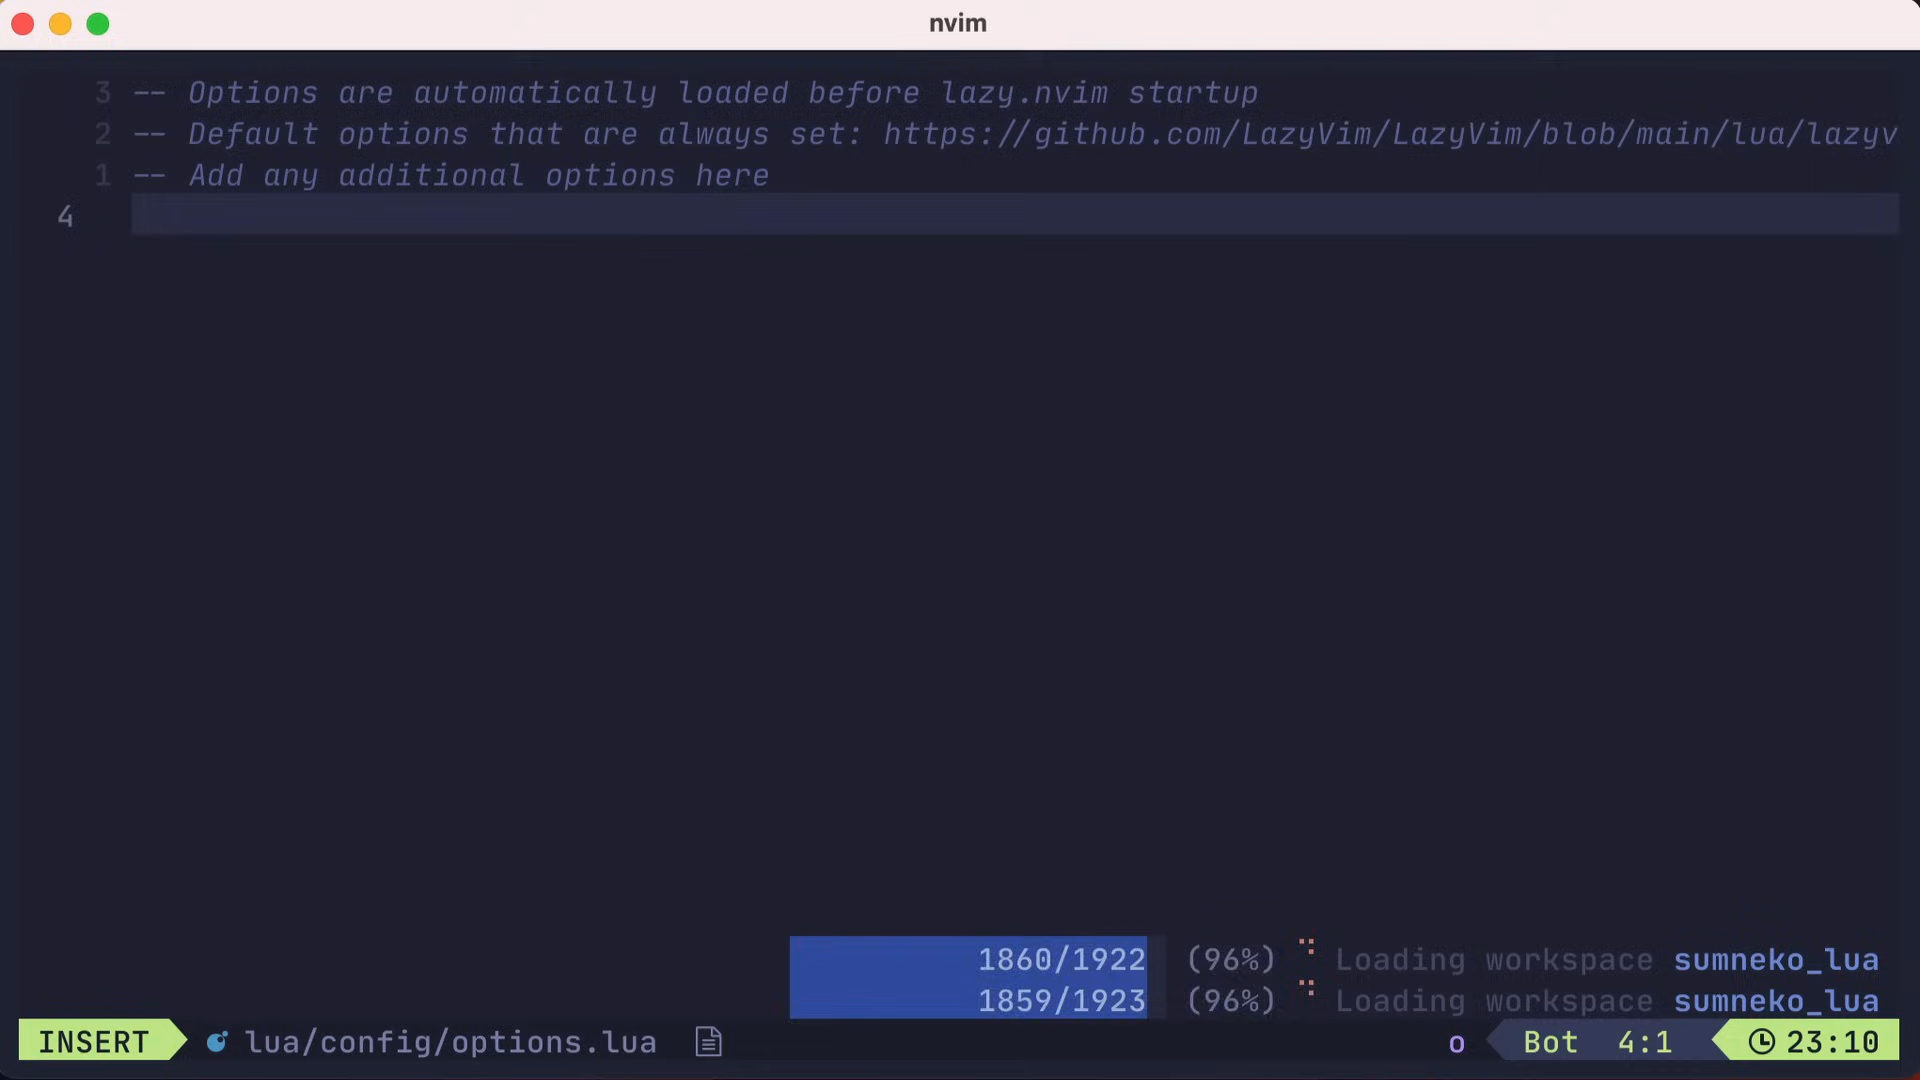 nvim
3 -- Options are automatically loaded before lazy.nvim startup
2 -- Default options that are always set: https://github.com/LazyVim/LazyVim/blob/main/lua/lazyv
1 -- Add any additional options here
4
1860/1922 (96%) Loading workspace sumneko_lua
1859/1923 (96%) Loading workspace sumneko_lua
INSERT lua/config/options.lua o Bot 4:1 23:10